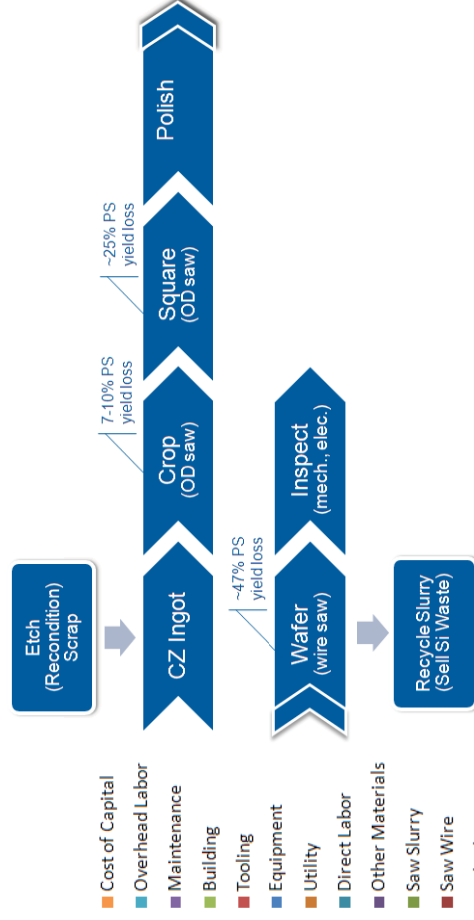 Etch
(Recondition)
Scrap
7-10% PS
yield loss
~25% PS
yield loss
CZ Ingot
Crop
(OD saw)
Square
(OD saw)
Polish
~47% PS
yield loss
Wafer
(wire saw)
Inspect
(mech., elec.)
Recycle Slurry
(Sell Si Waste)
Cost of Capital
Overhead Labor
Maintenance
Building
Tooling
Equipment
Utility
Direct Labor
Other Materials
Saw Slurry
Saw Wire